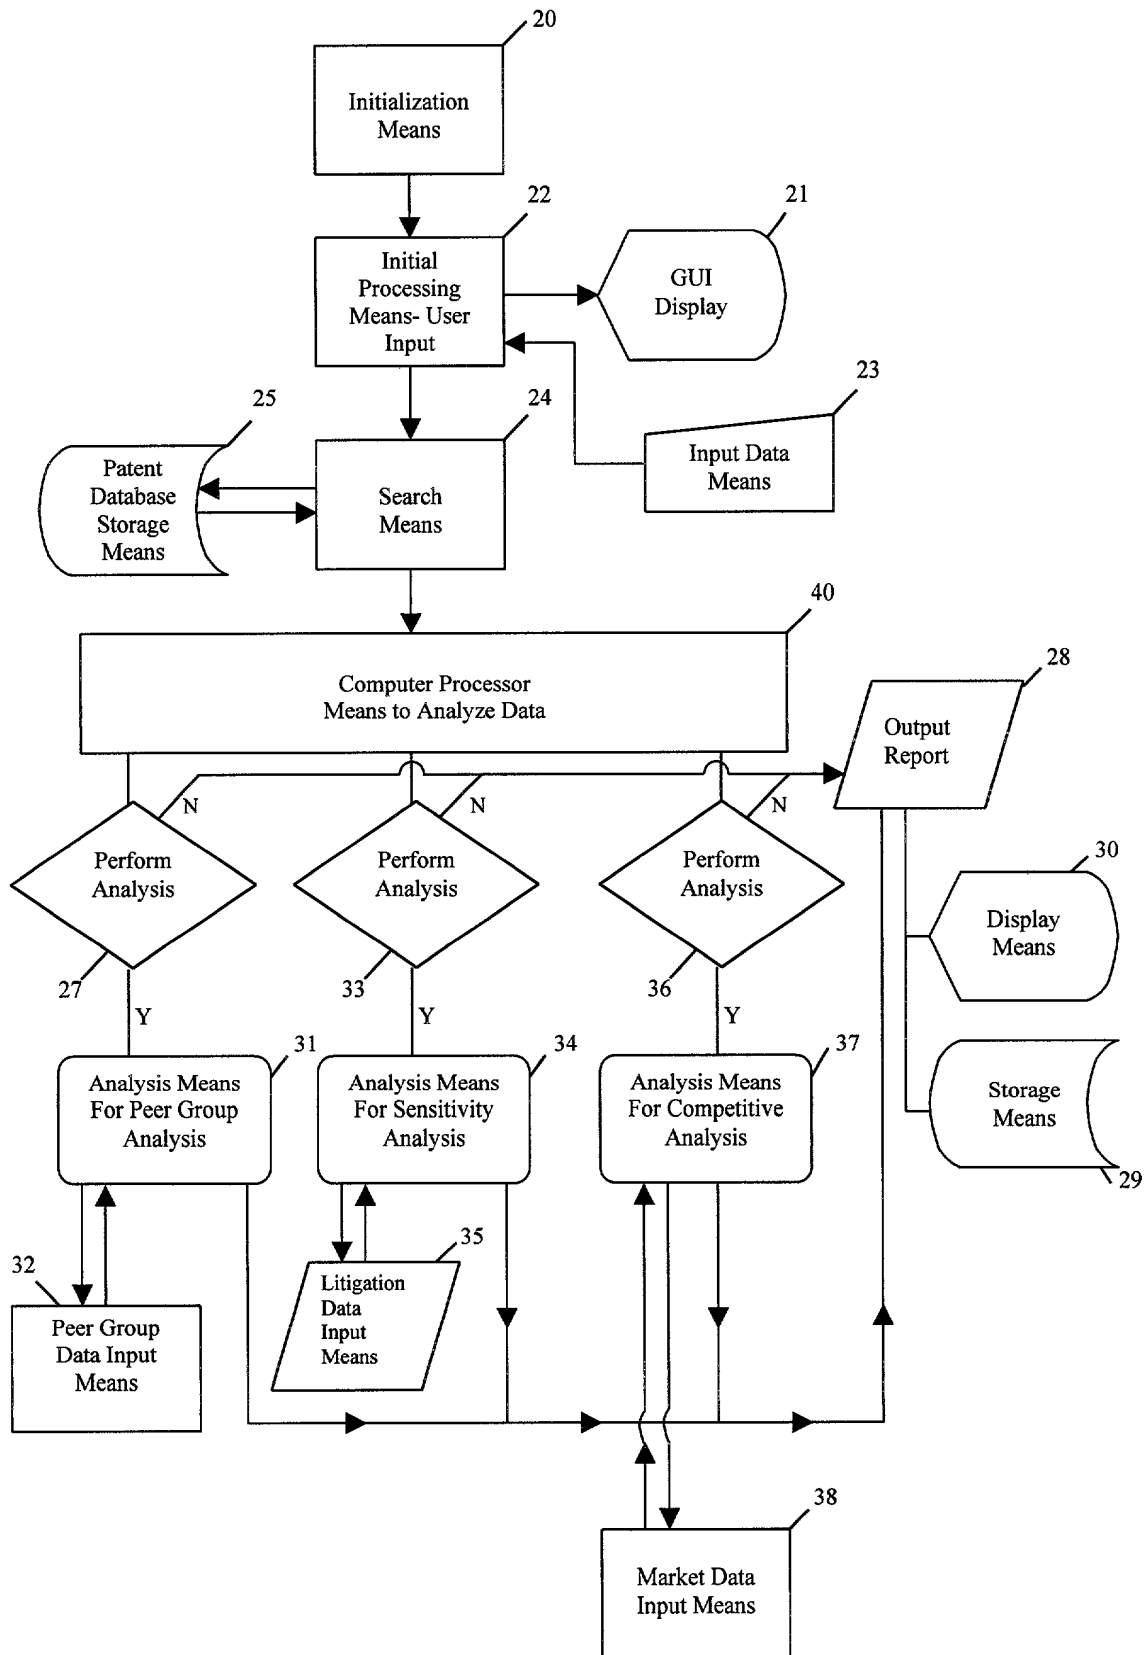 20
Initialization
Means
22
21
Initial
Processing
Means- User
Input
GUI
Display
23
Input Data
Means
25
24
Patent
Database
Storage
Means
Search
Means
40
Computer Processor
Means to Analyze Data
28
Output
Report
N
N
N
Perform
Analysis
Perform
Analysis
Perform
Analysis
30
Display
Means
27
33
36
Y
Y
Y
31
34
37
Analysis Means
For Peer Group
Analysis
Analysis Means
For Sensitivity
Analysis
Analysis Means
For Competitive
Analysis
Storage
Means
29
32
35
Peer Group
Data Input
Means
Litigation
Data
Input
Means
38
Market Data
Input Means